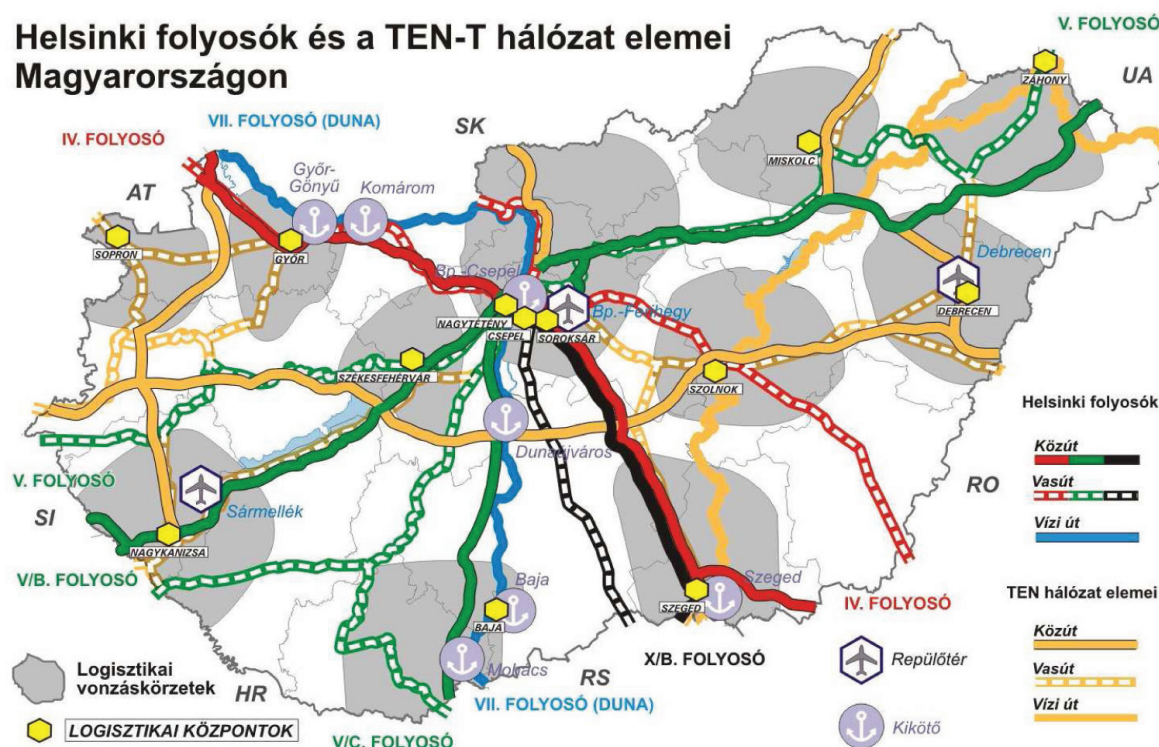 Helsinki folyosók és a TEN-T hálózat elemei
Magyarországon
V. FOLYOSÓ
UA
ZÁHONY
VII. FOLYOSÓ (DUNA)
SK
IV. FOLYOSÓ
MISKOLC
Győr-
Gönyű
Komárom
AT
SOPRON
GYŐR
Debrecen
DEBRECEN
Bp.-Csepel
Bp.-Ferihegy
NAGYTÉTÉNY
CSEPEL
SOROKSÁR
SZÉKESFEHÉRVÁR
SZOLNOK
Helsinki folyosók
Közút
Vasút
Vízi út
Dunaújváros
V. FOLYOSÓ
RO
SI
Sármellék
NAGYKANIZSA
V/B. FOLYOSÓ
Baja
BAJA
Szeged
SZEGED
IV. FOLYOSÓ
TEN hálózat elemei
Közút
Vasút
Vízi út
X/B. FOLYOSÓ
Repülőtér
Mohács
RS
HR
Logisztikai
vonzáskörzetek
VII. FOLYOSÓ (DUNA)
Kikötő
LOGISZTIKAI KÖZPONTOK
V/C. FOLYOSÓ